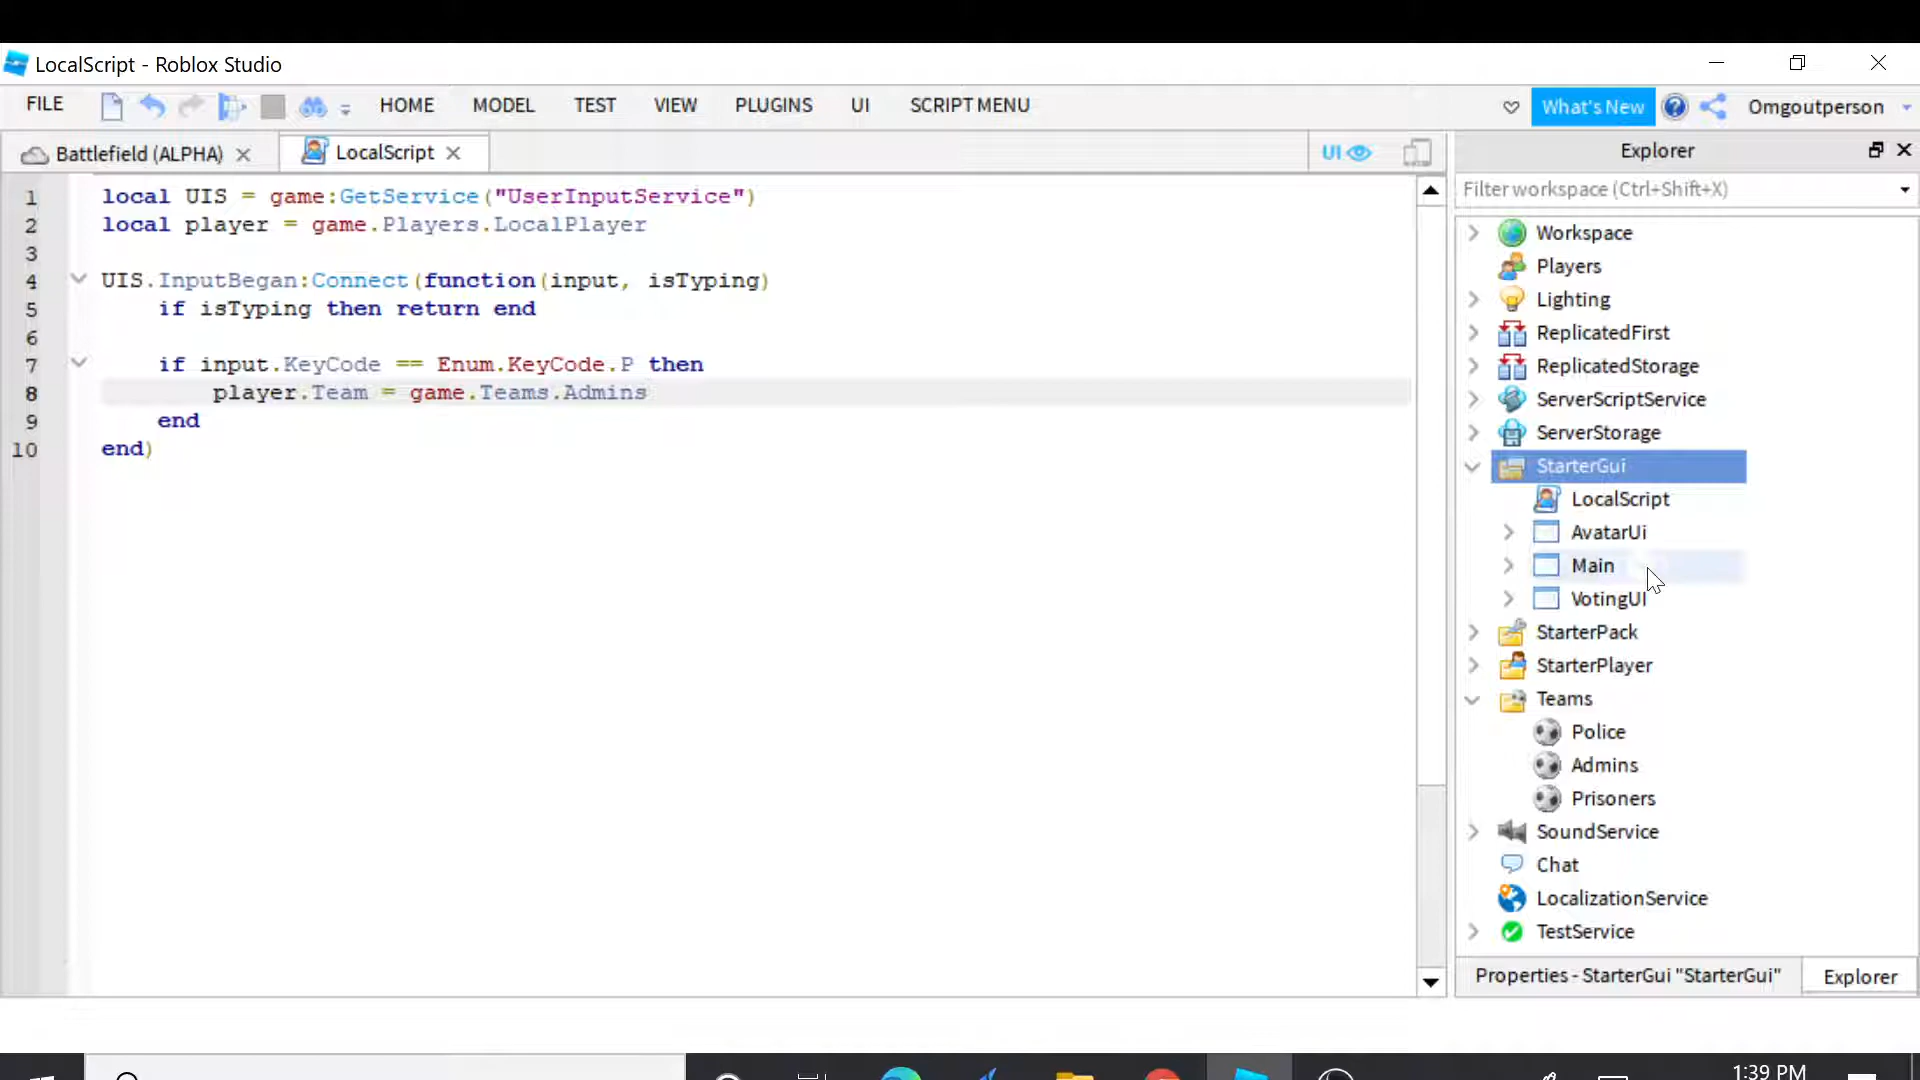 LocalScript - Roblox Studio
FILE HOME MODEL TEST VIEW PLUGINS UI SCRIPT MENU What's New Omgoutperson
Battlefield (ALPHA) LocalScript UI
1 local UIS = game:GetService("UserInputService")
2 local player = game.Players.LocalPlayer
3
4 UIS.InputBegan:Connect(function(input, isTyping)
5 if isTyping then return end
6
7 if input.KeyCode == Enum.KeyCode.P then
8 player.Team = game.Teams.Admins
9 end
10 end)
Explorer
Filter workspace (Ctrl+Shift+X)
Workspace
Players
Lighting
ReplicatedFirst
ReplicatedStorage
ServerScriptService
ServerStorage
StarterGui
LocalScript
AvatarUi
Main
VotingUI
StarterPack
StarterPlayer
Teams
Police
Admins
Prisoners
SoundService
Chat
LocalizationService
TestService
Properties - StarterGui "StarterGui" Explorer
1:39 PM